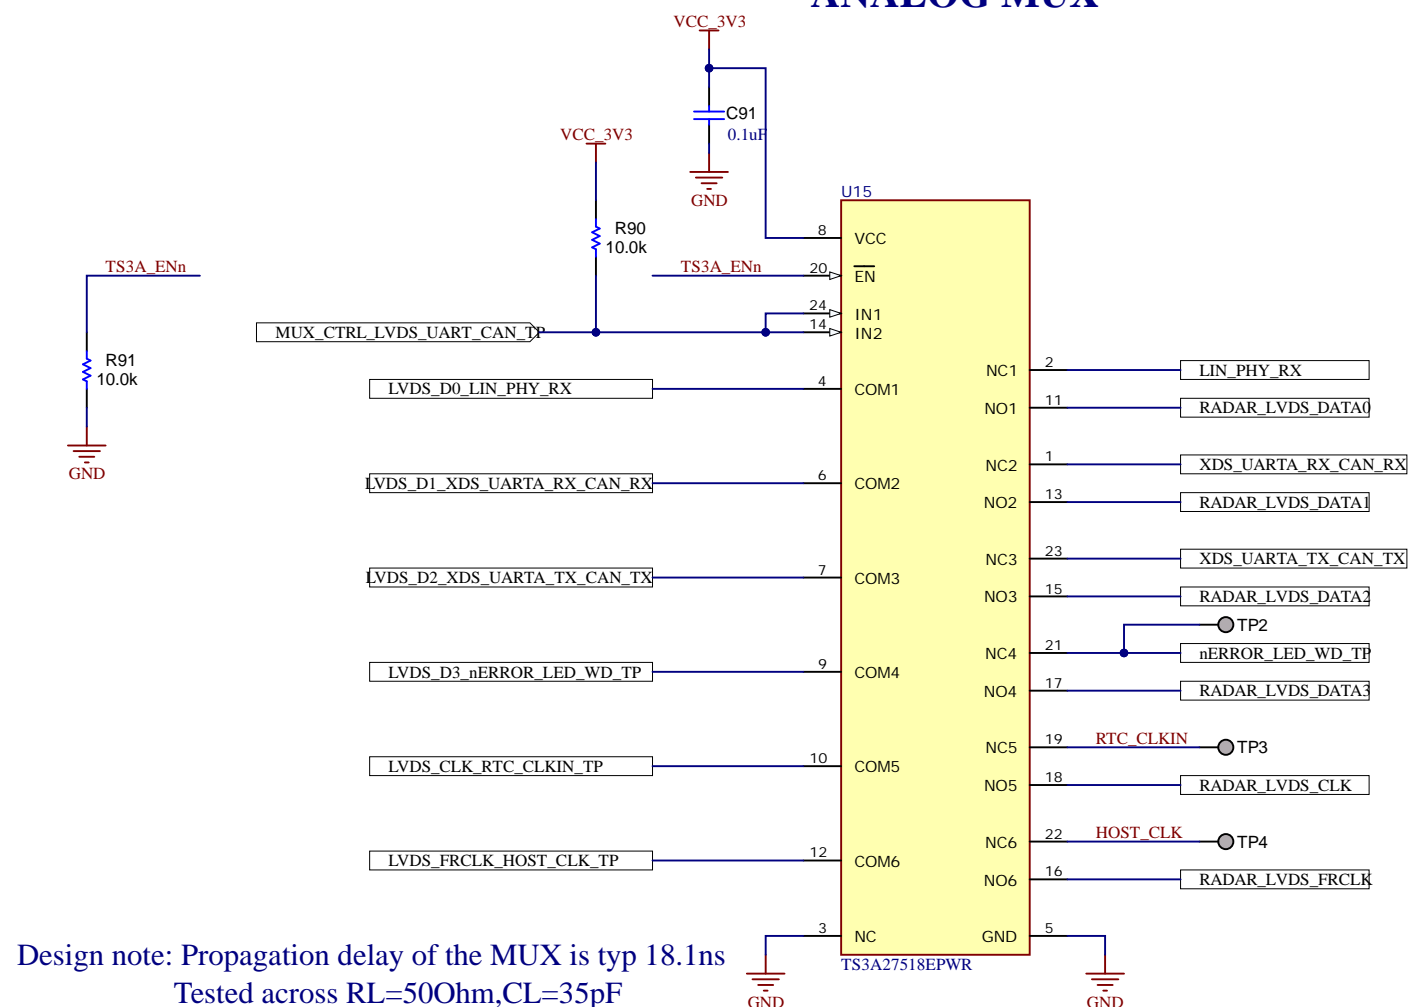 ANALOG MUX
VCC_3V3
C91
0.1uF
GND
VCC_3V3
R90
10.0k
U15
TS3A_ENn
TS3A_ENn
R91
10.0k
GND
MUX_CTRL_LVDS_UART_CAN_TP
8 VCC
20 EN
24 IN1
14 IN2
LVDS_D0_LIN_PHY_RX 4 COM1
NC1 2 LIN_PHY_RX
NO1 11 RADAR_LVDS_DATA0
LVDS_D1_XDS_UARTA_RX_CAN_RX 6 COM2
NC2 1 XDS_UARTA_RX_CAN_RX
NO2 13 RADAR_LVDS_DATA1
LVDS_D2_XDS_UARTA_TX_CAN_TX 7 COM3
NC3 23 XDS_UARTA_TX_CAN_TX
NO3 15 RADAR_LVDS_DATA2
TP2
LVDS_D3_nERROR_LED_WD_TP 9 COM4
NC4 21 nERROR_LED_WD_TP
NO4 17 RADAR_LVDS_DATA3
LVDS_CLK_RTC_CLKIN_TP 10 COM5
NC5 19 RTC_CLKIN TP3
NO5 18 RADAR_LVDS_CLK
LVDS_FRCLK_HOST_CLK_TP 12 COM6
NC6 22 HOST_CLK TP4
NO6 16 RADAR_LVDS_FRCLK
3 NC GND 5
TS3A27518EPWR
GND
GND
Design note: Propagation delay of the MUX is typ 18.1ns
Tested across RL=50Ohm,CL=35pF